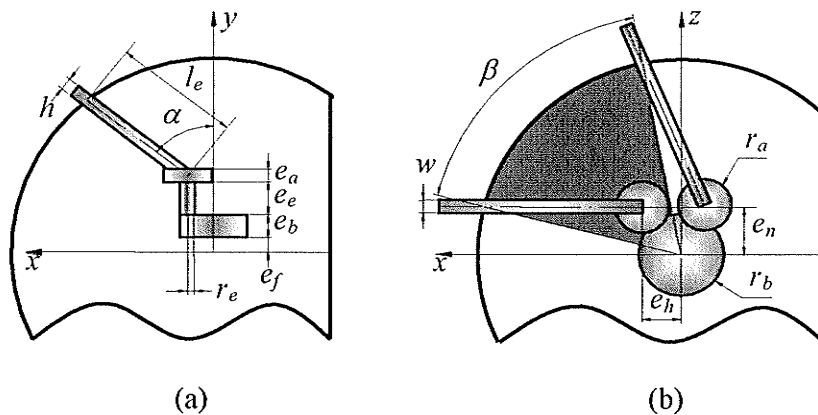 y
l_e
h
α
e_a
e_e
e_b
x
e_f
r_e
(a)
z
β
r_a
w
e_n
x
r_b
e_h
(b)